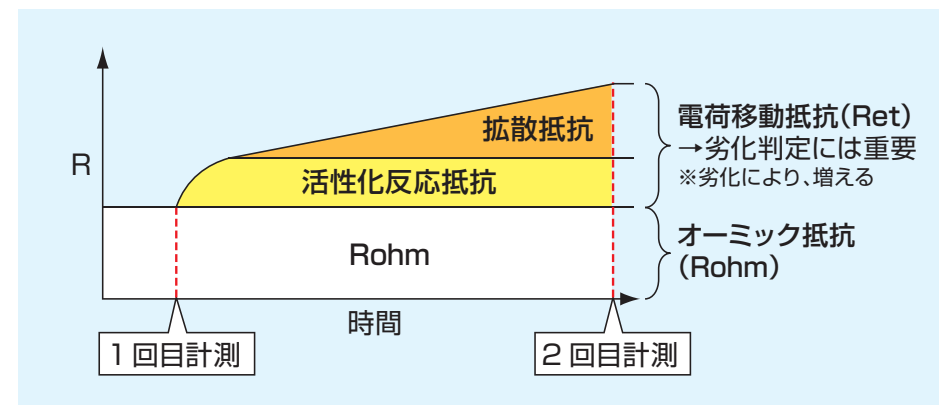 R
拡散抵抗
活性化反応抵抗
Rohm
電荷移動抵抗(Ret)
→劣化判定には重要
※劣化により、増える
オーミック抵抗
(Rohm)
時間
1回目計測
2回目計測